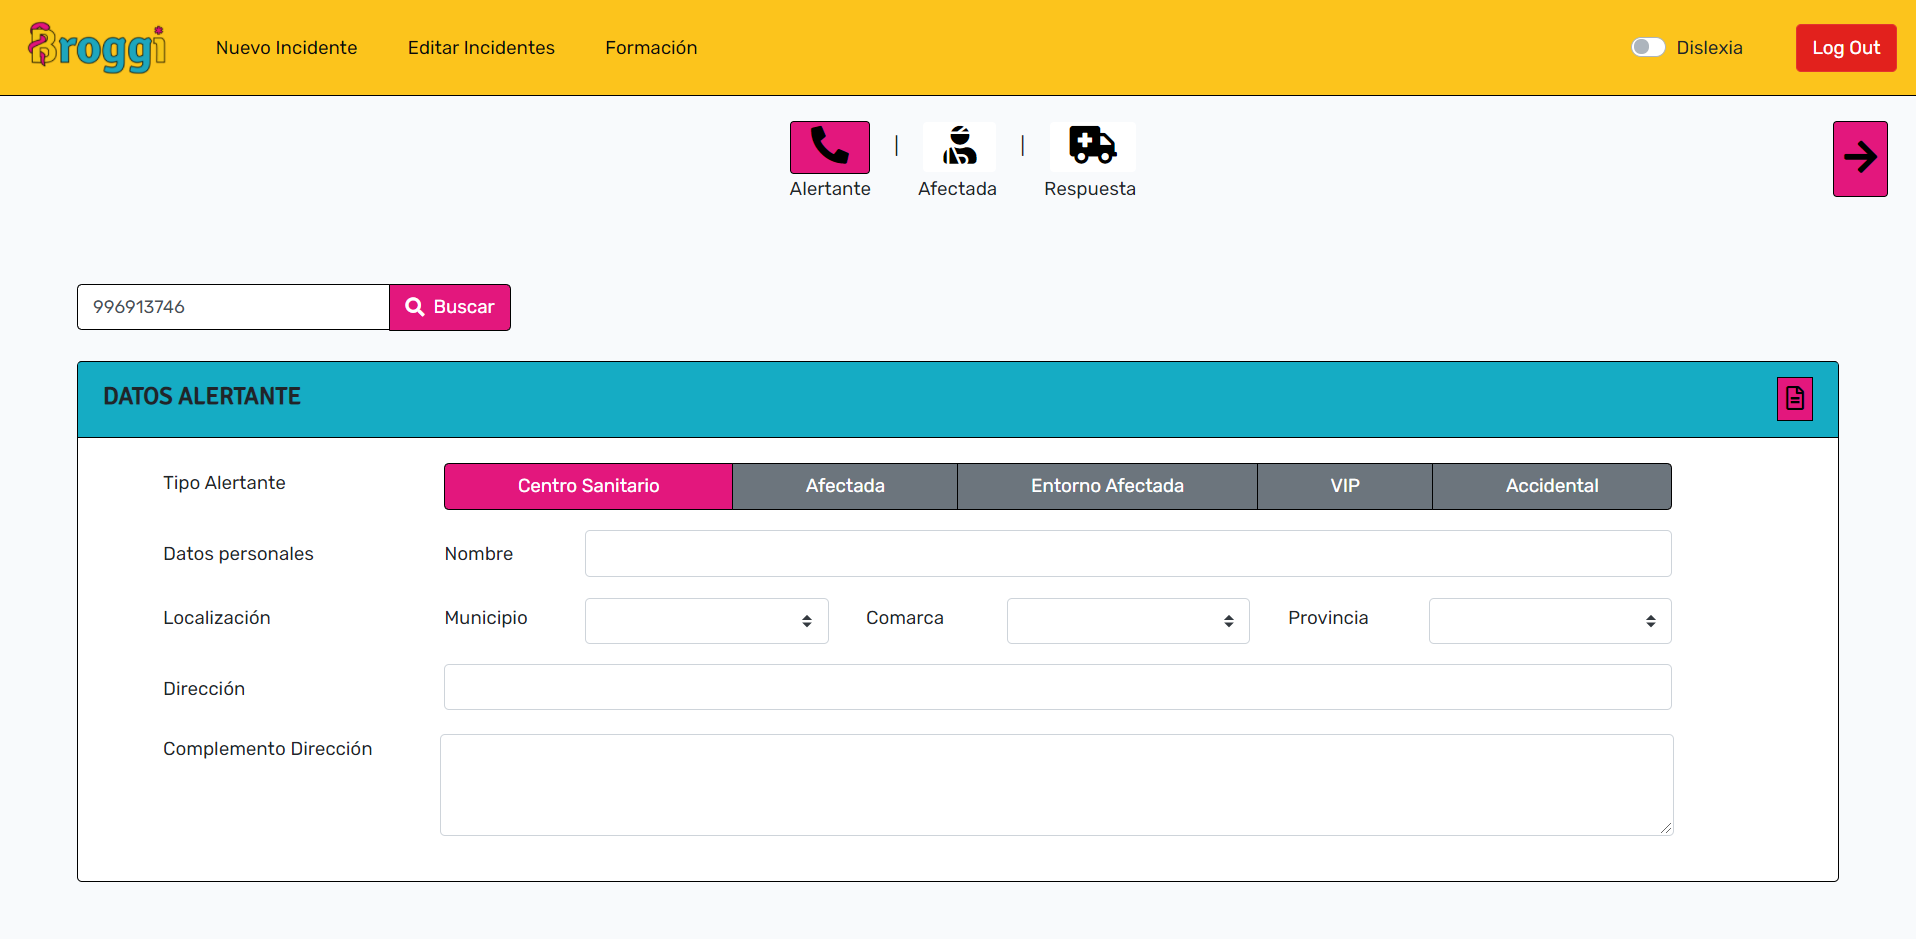 Broggi Nuevo Incidente Editar Incidentes Formación Dislexia Log Out
Alertante | Afectada | Respuesta
996913746 Buscar
DATOS ALERTANTE
Tipo Alertante Centro Sanitario Afectada Entorno Afectada VIP Accidental
Datos personales Nombre
Localización Municipio Comarca Provincia
Dirección
Complemento Dirección